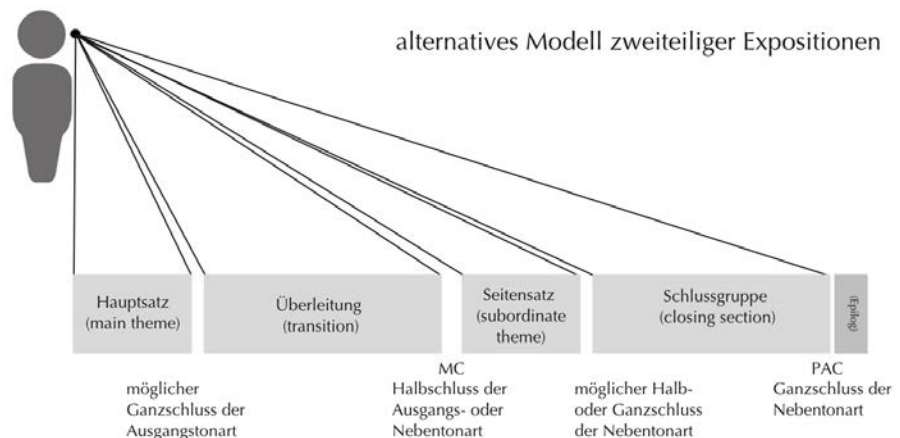 alternatives Modell zweiteiliger Expositionen
Hauptsatz
(main theme)
Überleitung
(transition)
Seitensatz
(subordinate
theme)
Schlussgruppe
(closing section)
(Epilog)
möglicher
Ganzschluss der
Ausgangstonart
MC
Halbschluss der
Ausgangs- oder
Nebentonart
möglicher Halb-
oder Ganzschluss
der Nebentonart
PAC
Ganzschluss der
Nebentonart